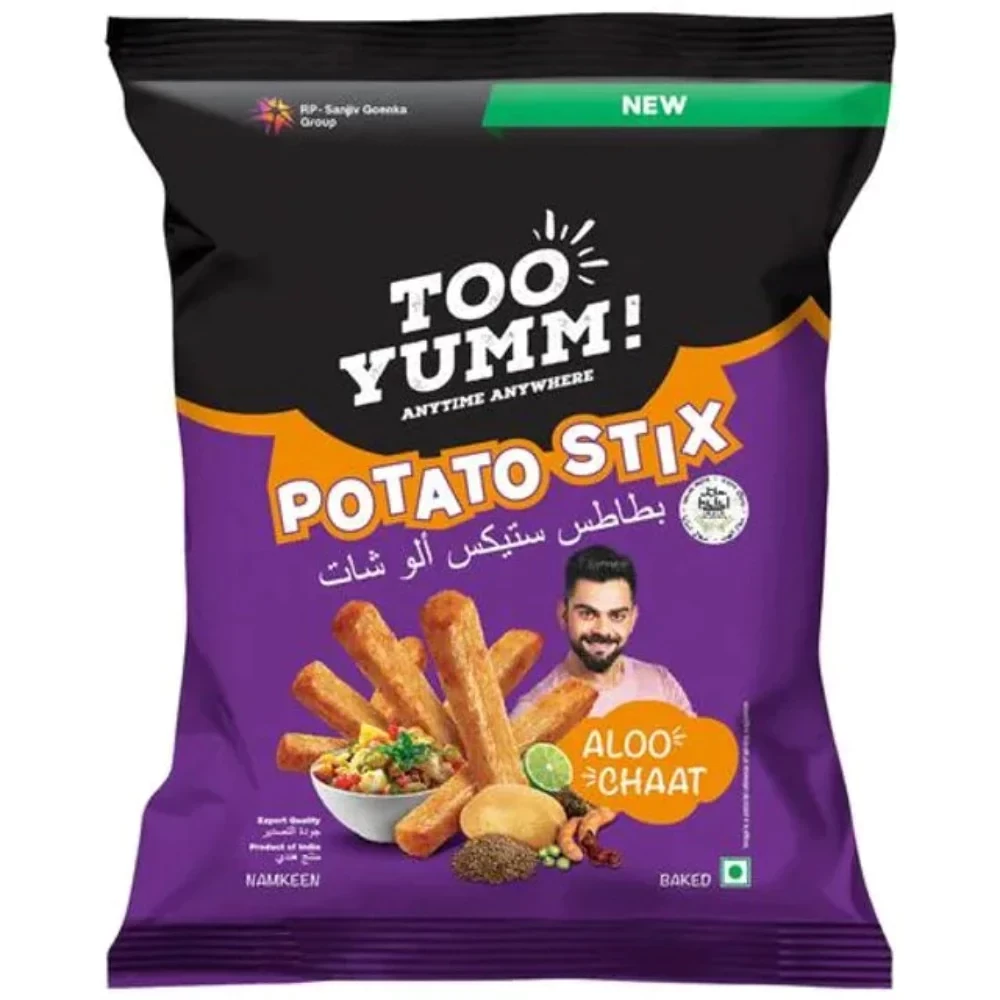 RP-Sanjiv Goenka
Group
NEW
TOO
YUMM!
ANYTIME ANYWHERE
POTATO STIX
بطاطس ستيكس ألو شات
ALOO
CHAAT
Export Quality
جودة التصدير
Product of India
منتج هندي
NAMKEEN
BAKED